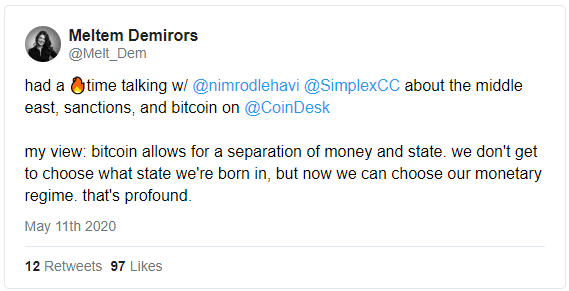 Meltem Demirors
@Melt_Dem
had a 🔥time talking w/ @nimrodlehavi @SimplexCC about the middle
east, sanctions, and bitcoin on @CoinDesk
my view: bitcoin allows for a separation of money and state. we don't get
to choose what state we're born in, but now we can choose our monetary
regime. that's profound.
May 11th 2020
12 Retweets 97 Likes